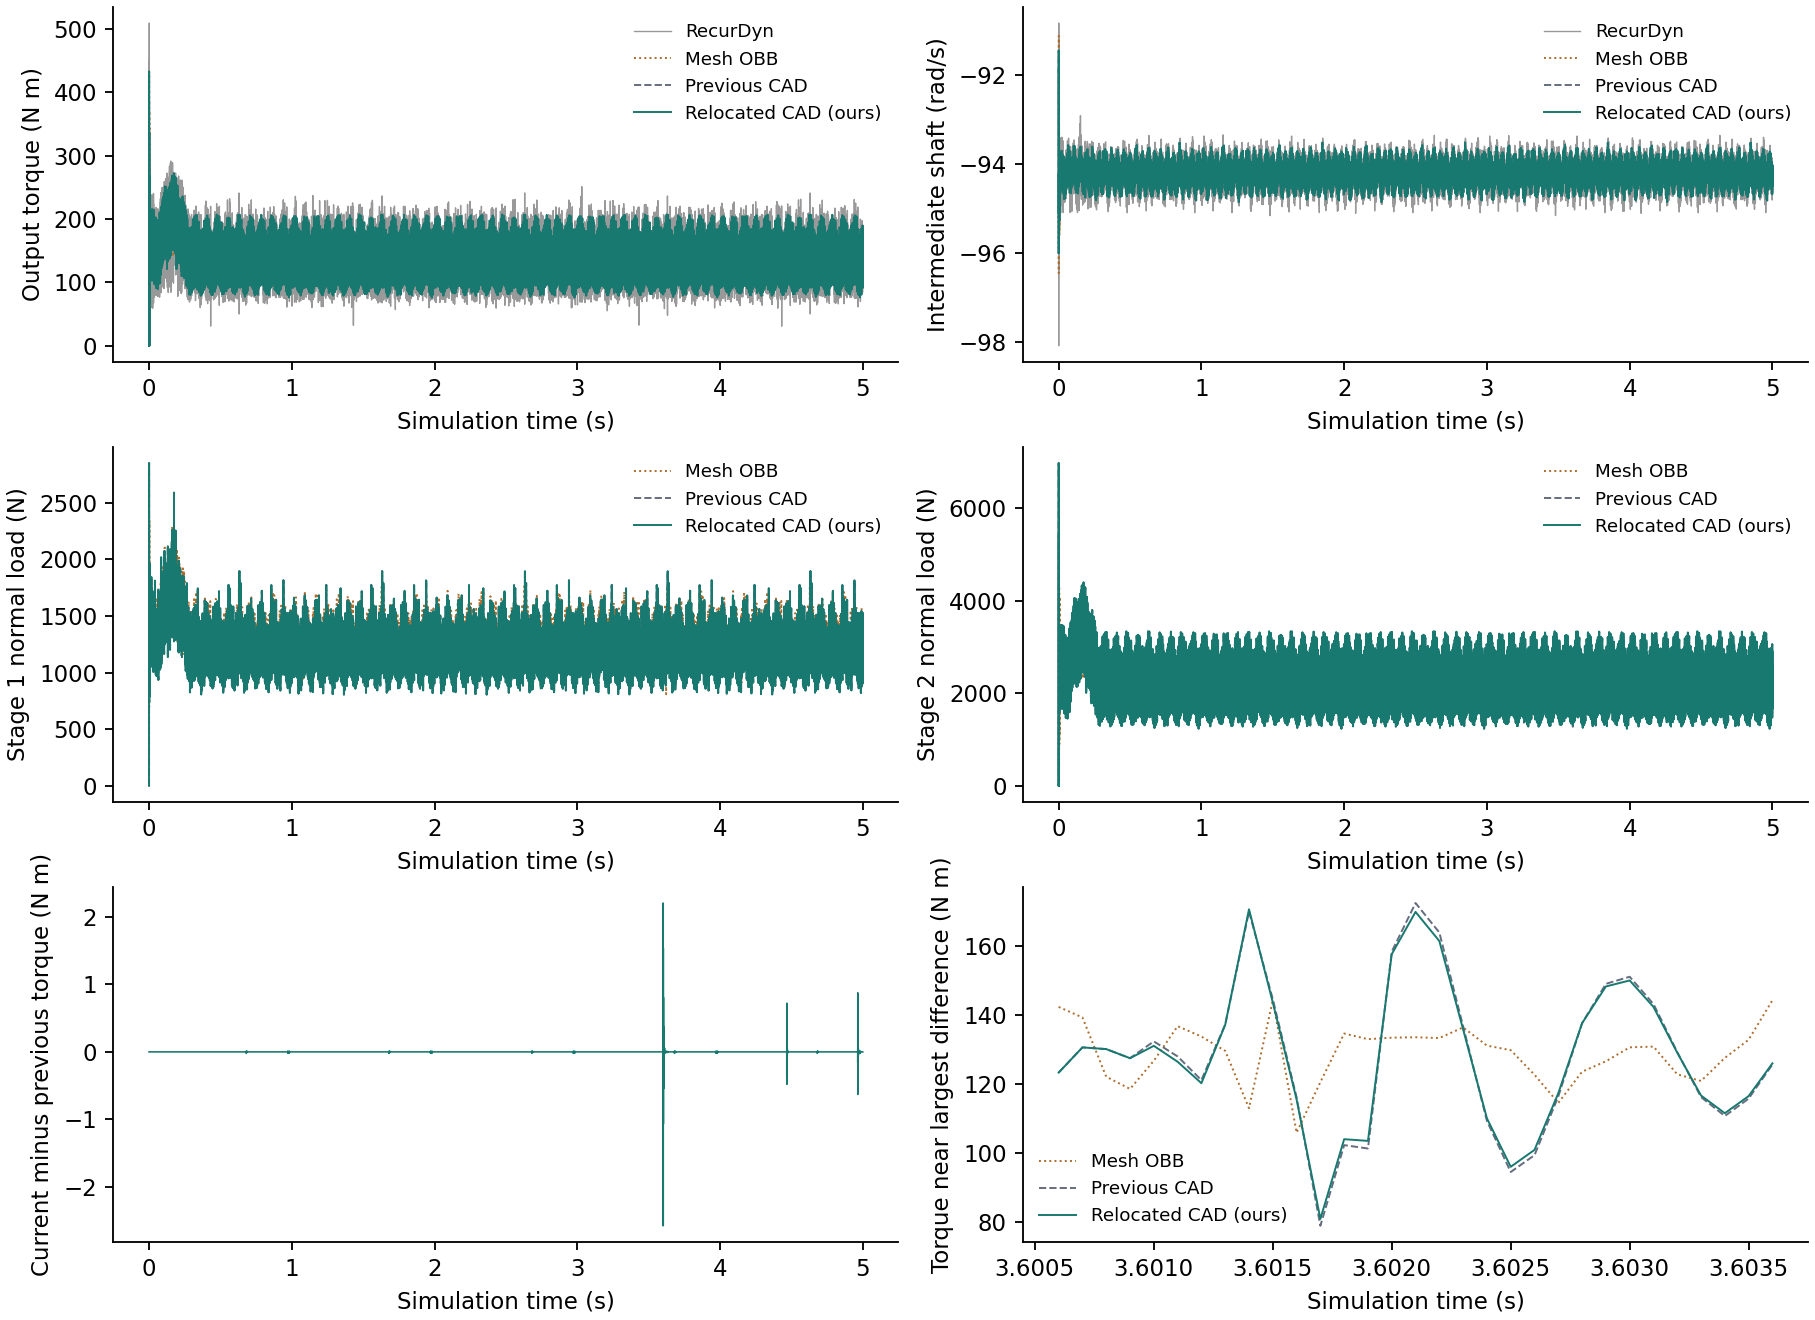 Output torque (N m)
500
400
300
200
100
0
RecurDyn
Mesh OBB
Previous CAD
Relocated CAD (ours)
0 1 2 3 4 5
Simulation time (s)
Intermediate shaft (rad/s)
−92
−94
−96
−98
RecurDyn
Mesh OBB
Previous CAD
Relocated CAD (ours)
0 1 2 3 4 5
Simulation time (s)
Stage 1 normal load (N)
2500
2000
1500
1000
500
0
Mesh OBB
Previous CAD
Relocated CAD (ours)
0 1 2 3 4 5
Simulation time (s)
Stage 2 normal load (N)
6000
4000
2000
0
Mesh OBB
Previous CAD
Relocated CAD (ours)
0 1 2 3 4 5
Simulation time (s)
Current minus previous torque (N m)
2
1
0
−1
−2
0 1 2 3 4 5
Simulation time (s)
Torque near largest difference (N m)
160
140
120
100
80
Mesh OBB
Previous CAD
Relocated CAD (ours)
3.6005 3.6010 3.6015 3.6020 3.6025 3.6030 3.6035
Simulation time (s)